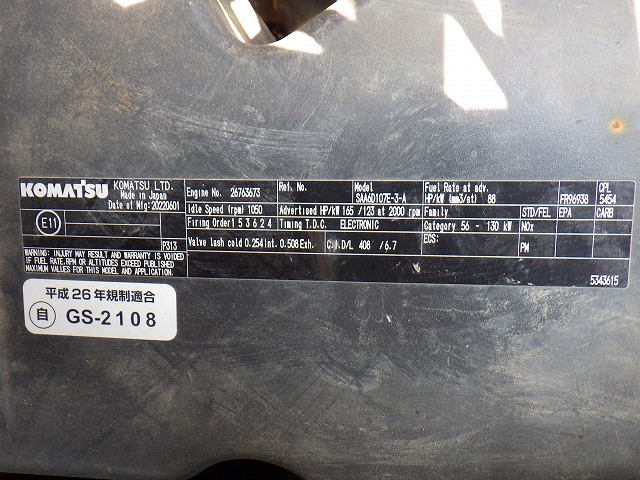 KOMATSU KOMATSU LTD.
Made in Japan
Date of Mfg:20220601
E11
P313
WARNING: INJURY MAY RESULT AND WARRANTY IS VOIDED
IF FUEL RATE.RPM OR ALTITUDES EXCEED PUBLISHED
MAXIMUM VALUES FOR THIS MODEL AND APPLICATION.
Engine No. 26763673 Ref. No. Model SAA6D107E-3-A Fuel Rate at adv. HP/kW (mm3/st) 88 FR96938 CPL 5454
Idle Speed (rpm) 1050 Advertised HP/kW 165 /123 at 2000 rpm Family STD/FEL EPA CARB
Firing Order 1 5 3 6 2 4 Timing T.D.C. ELECTRONIC Category 56 - 130 kW NOx
Valve lash cold 0.254Int. 0.508Exh. C.I.D/L 408 /6.7 ECS: PM
5343615
平成26年規制適合
自 GS-2108